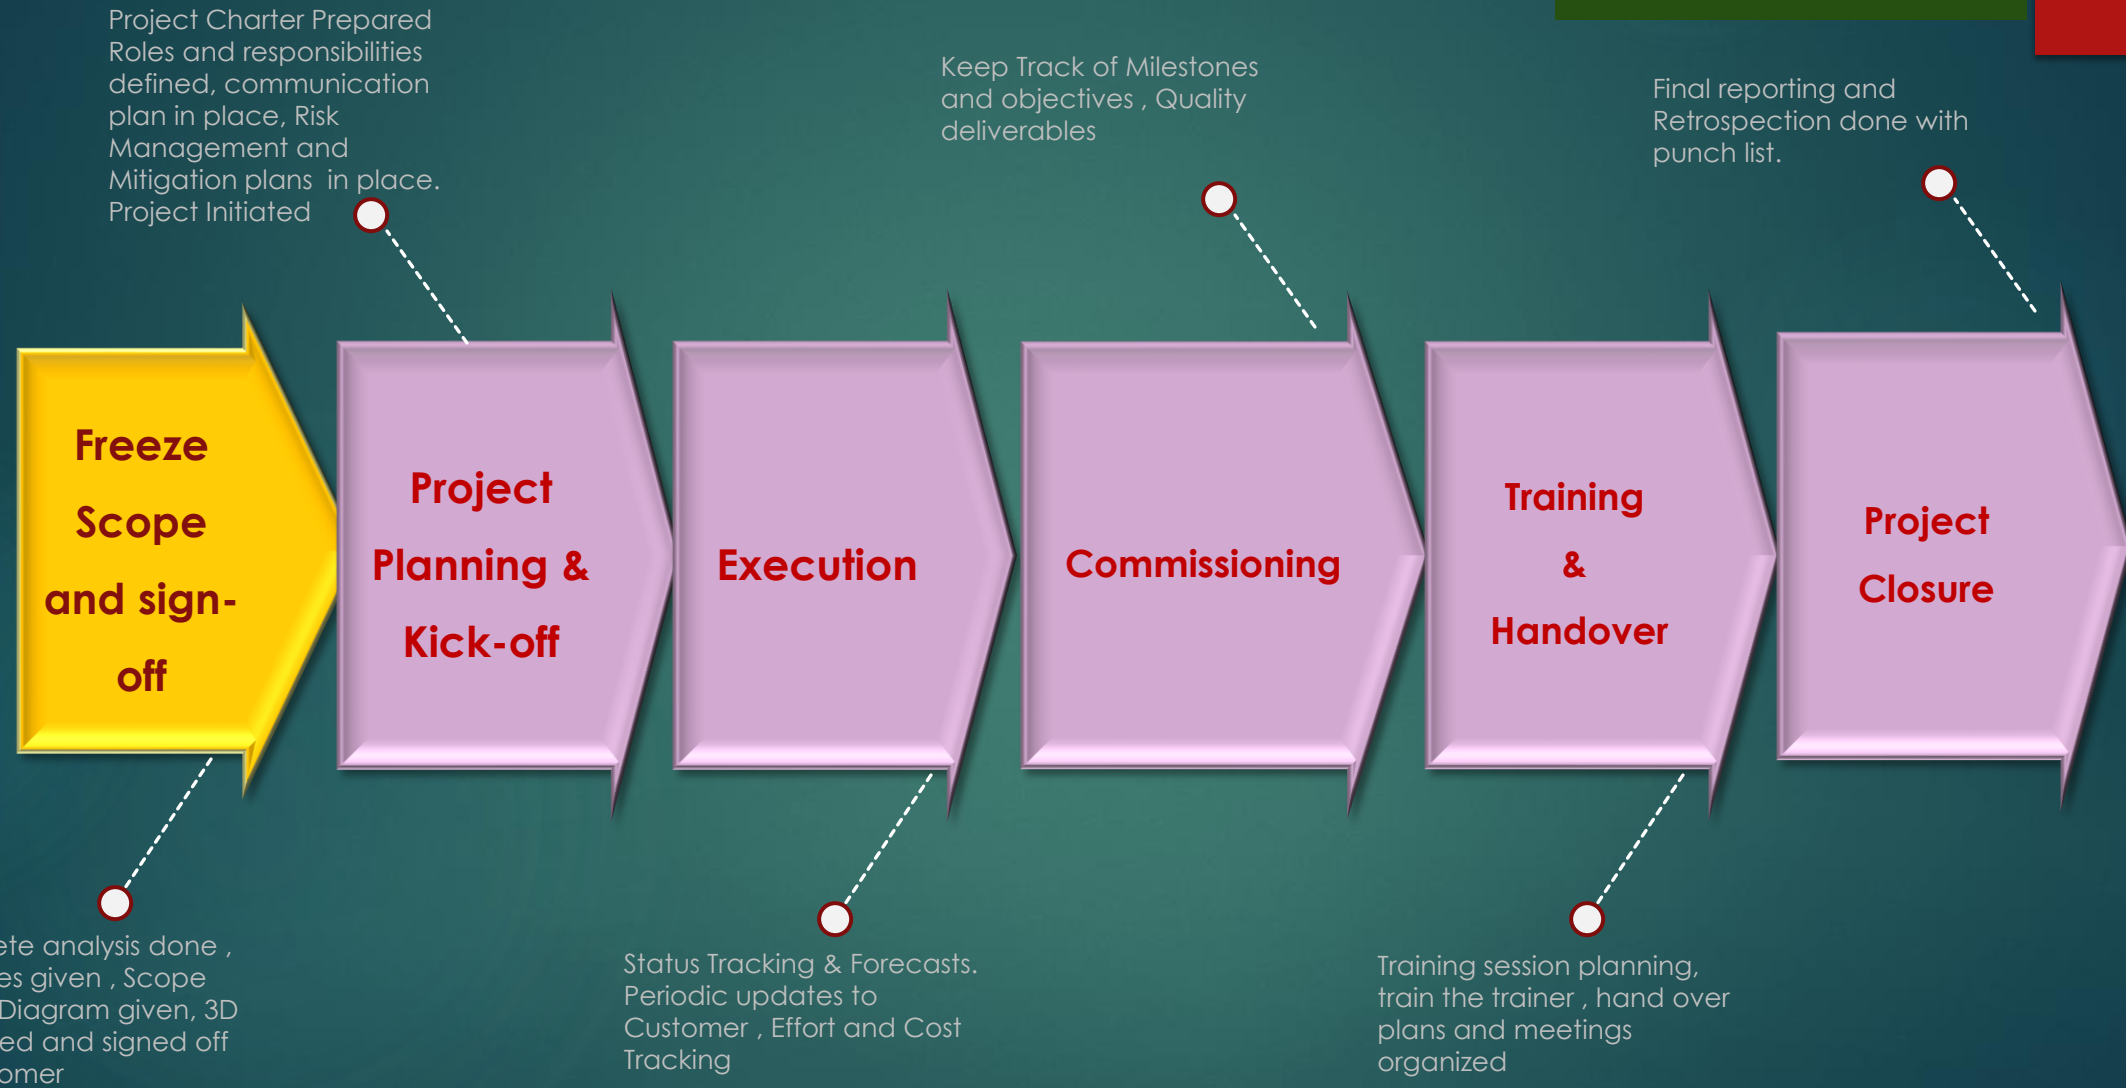 Project Charter Prepared
Roles and responsibilities
defined, communication
plan in place, Risk
Management and
Mitigation plans in place.
Project Initiated
Keep Track of Milestones
and objectives , Quality
deliverables
Final reporting and
Retrospection done with
punch list.
Freeze
Scope
and sign-
off
Project
Planning &
Kick-off
Execution
Commissioning
Training
&
Handover
Project
Closure
analysis done ,
given , Scope
Diagram given, 3D
and signed off
Status Tracking & Forecasts.
Periodic updates to
Customer , Effort and Cost
Tracking
Training session planning,
train the trainer , hand over
plans and meetings
organized